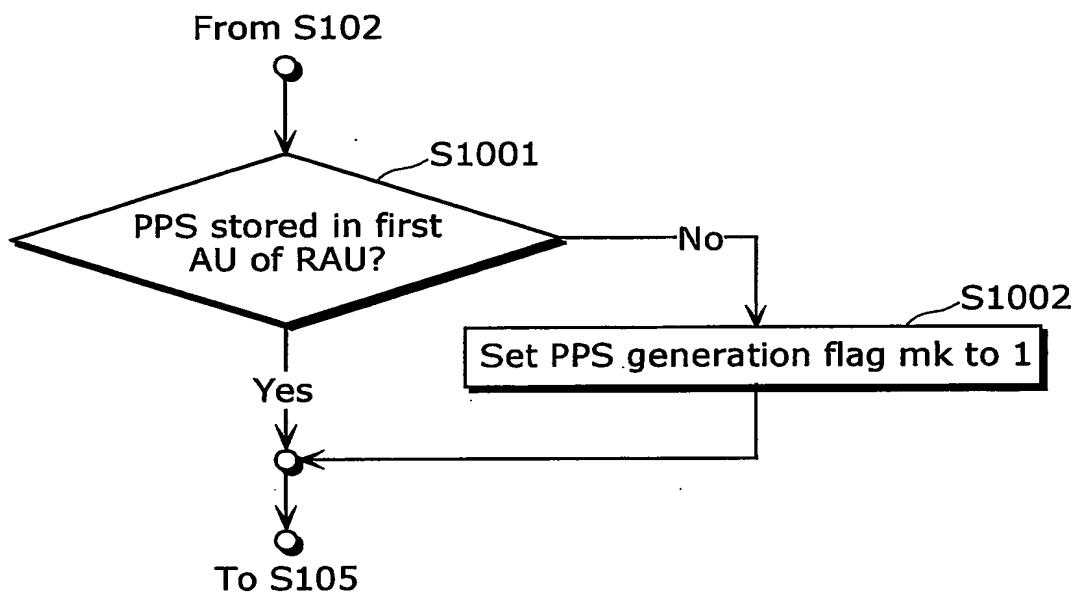 From S102
S1001
PPS stored in first
AU of RAU?
No
S1002
Set PPS generation flag mk to 1
Yes
To S105